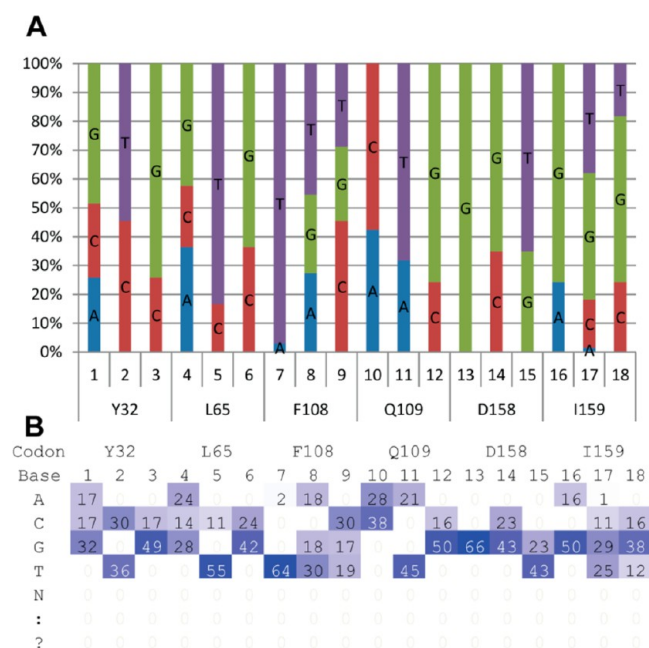 A
100%
90% T
T T
80%
G T G T C
70%
G G T G G G T G
60%
T G G
50% T G
C
40% C G
G
30%
C C A
20% C A A C G
A C A C A C
10% C C
0% A A
1 2 3 4 5 6 7 8 9 10 11 12 13 14 15 16 17 18
Y32 L65 F108 Q109 D158 I159
B
Codon Y32 L65 F108 Q109 D158 I159
Base 1 2 3 4 5 6 7 8 9 10 11 12 13 14 15 16 17 18
A 17 0 0 24 0 0 2 18 0 28 21 0 0 0 0 16 1 0
C 17 30 17 14 11 24 0 0 30 38 0 16 0 23 0 0 11 16
G 32 0 49 28 0 42 0 18 17 0 0 50 66 43 23 50 29 38
T 0 36 0 0 55 0 64 30 19 0 45 0 0 0 43 0 25 12
N 0 0 0 0 0 0 0 0 0 0 0 0 0 0 0 0 0 0
: 0 0 0 0 0 0 0 0 0 0 0 0 0 0 0 0 0 0
? 0 0 0 0 0 0 0 0 0 0 0 0 0 0 0 0 0 0